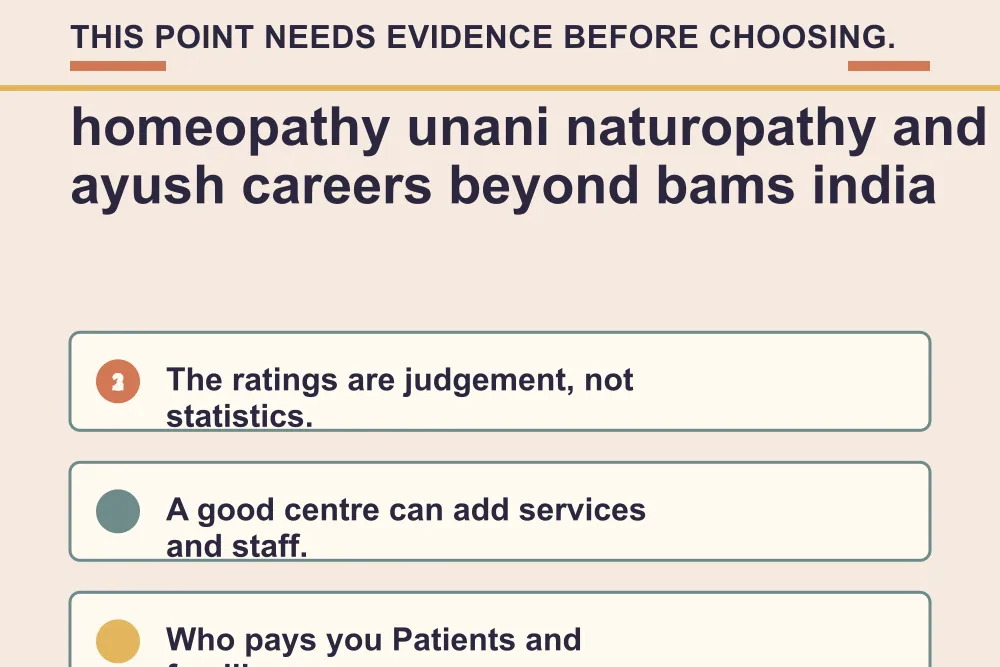 THIS POINT NEEDS EVIDENCE BEFORE CHOOSING.
homeopathy unani naturopathy and
ayush careers beyond bams india
The ratings are judgement, not
statistics.
A good centre can add services
and staff.
Who pays you Patients and